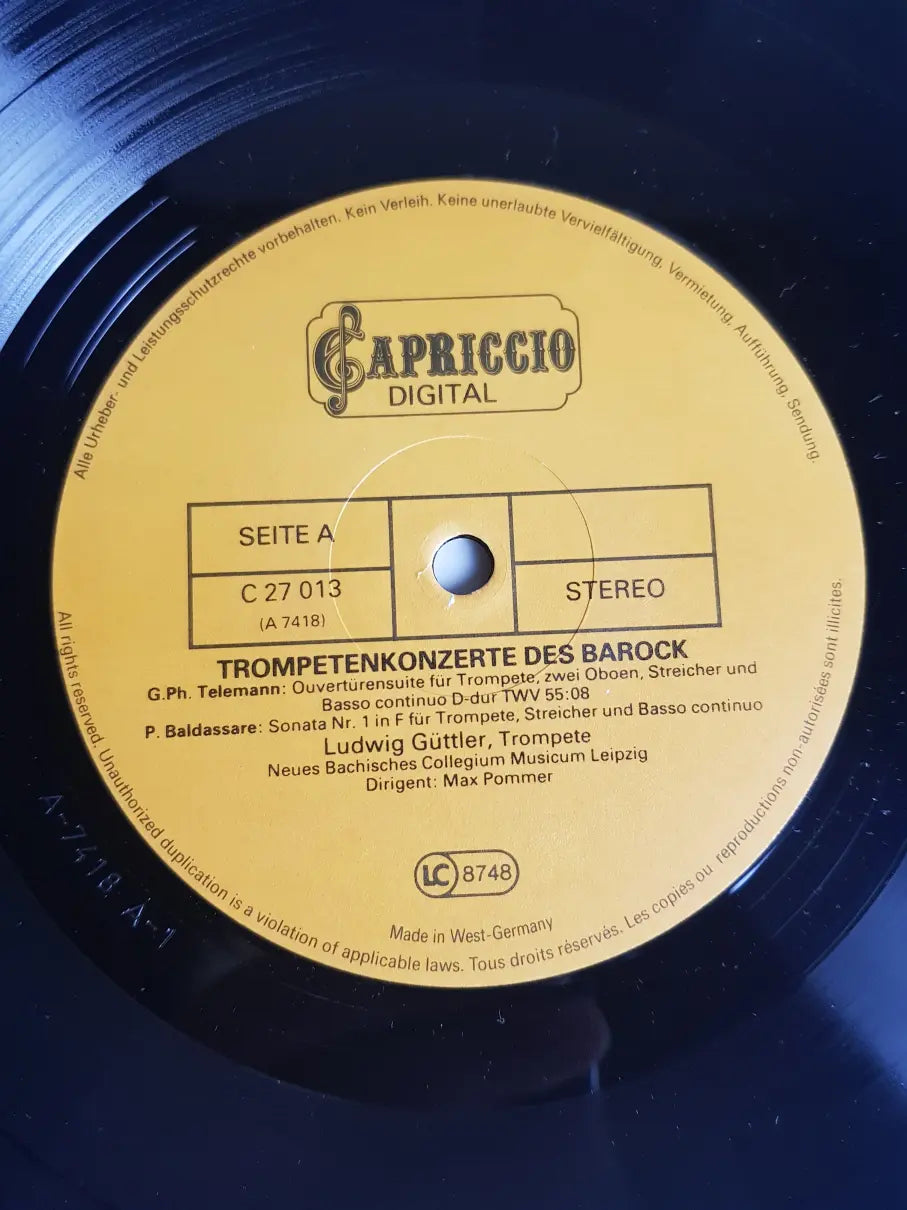 Alle Urheber- und Leistungsschutzrechte vorbehalten. Kein Verleih. Keine unerlaubte Vervielfältigung, Vermietung, Aufführung, Sendung.
CAPRICCIO
DIGITAL
SEITE A
C 27 013
(A 7418)
STEREO
TROMPETENKONZERTE DES BAROCK
G.Ph. Telemann: Ouvertürensuite für Trompete, zwei Oboen, Streicher und
Basso continuo D-dur TWV 55:08
P. Baldassare: Sonata Nr. 1 in F für Trompete, Streicher und Basso continuo
Ludwig Güttler, Trompete
Neues Bachisches Collegium Musicum Leipzig
Dirigent: Max Pommer
LC 8748
Made in West-Germany
All rights reserved. Unauthorized duplication is a violation of applicable laws. Tous droits réservés. Les copies ou reproductions non-autorisées sont illicites.
A-7418 A-1